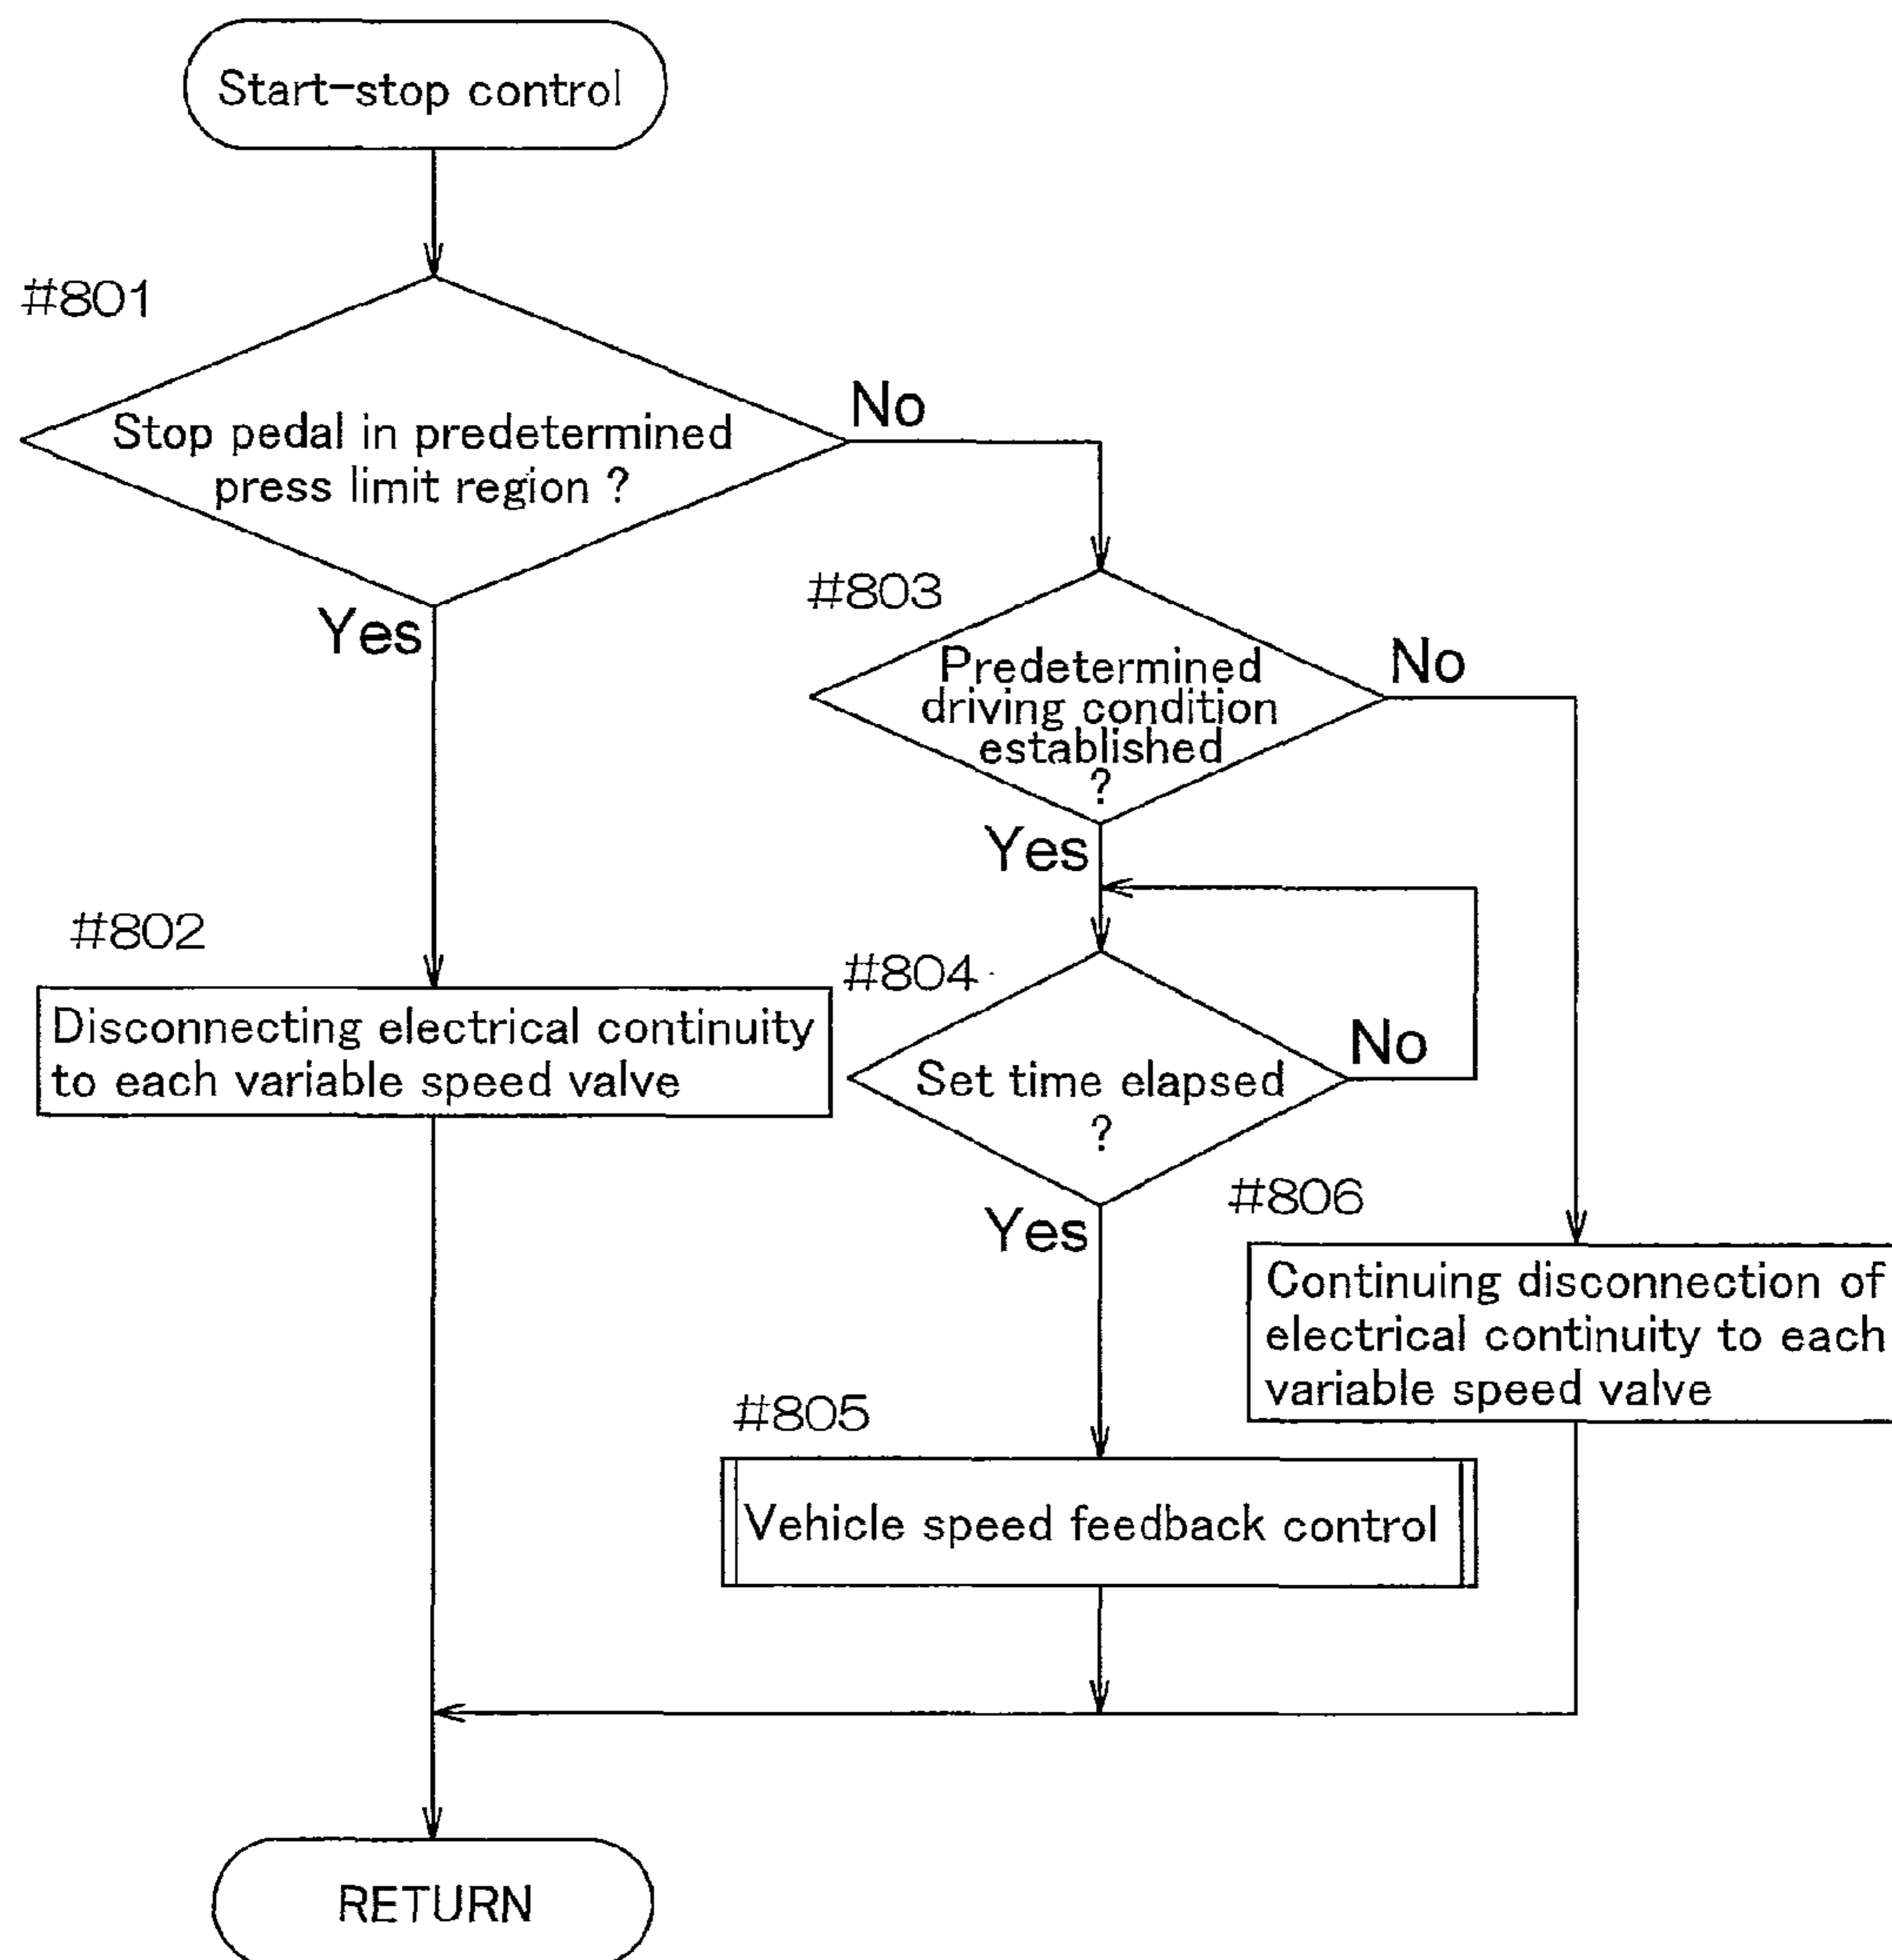 Start-stop control
#801
Stop pedal in predetermined
press limit region ?
No
Yes
#803
Predetermined
driving condition
established
?
No
Yes
#802
Disconnecting electrical continuity
to each variable speed valve
#804
Set time elapsed
?
No
Yes
#806
Continuing disconnection of
electrical continuity to each
variable speed valve
#805
Vehicle speed feedback control
RETURN